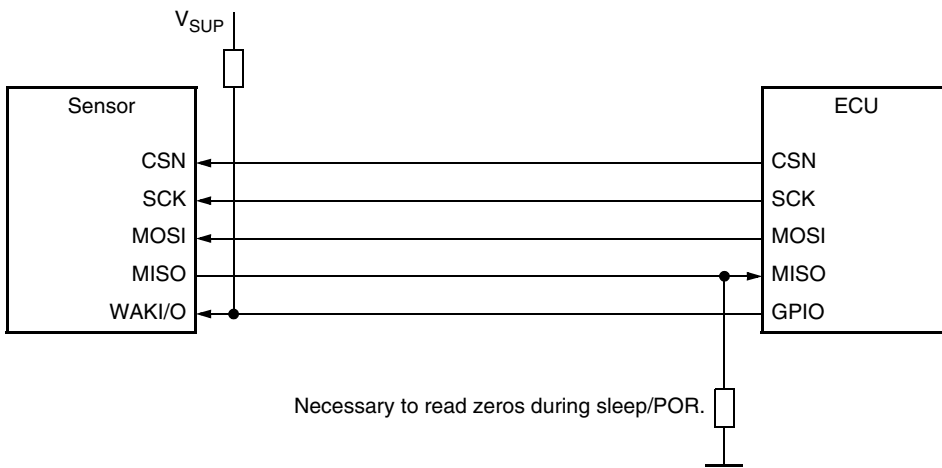 VSUP
Sensor
ECU
CSN
CSN
SCK
SCK
MOSI
MOSI
MISO
MISO
WAKI/O
GPIO
Necessary to read zeros during sleep/POR.